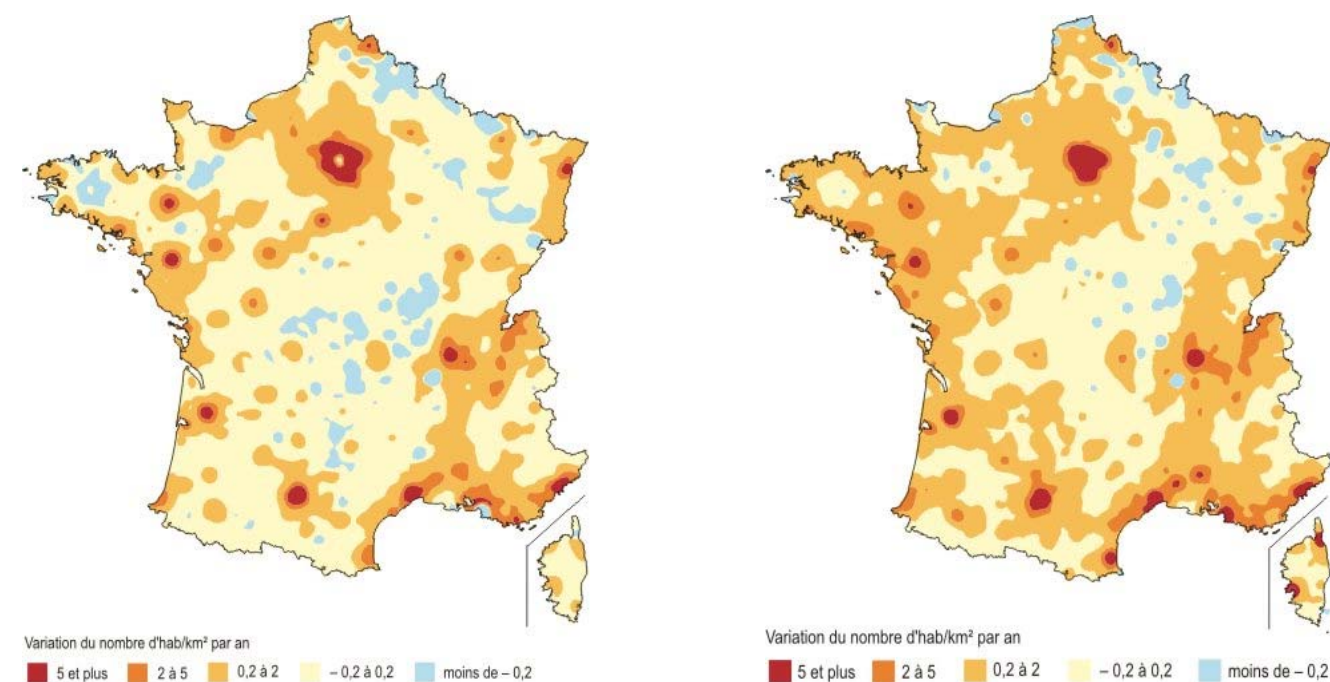 Variation du nombre d'hab/km² par an
5 et plus 2 à 5 0,2 à 2 – 0,2 à 0,2 moins de – 0,2
Variation du nombre d'hab/km² par an
5 et plus 2 à 5 0,2 à 2 – 0,2 à 0,2 moins de – 0,2